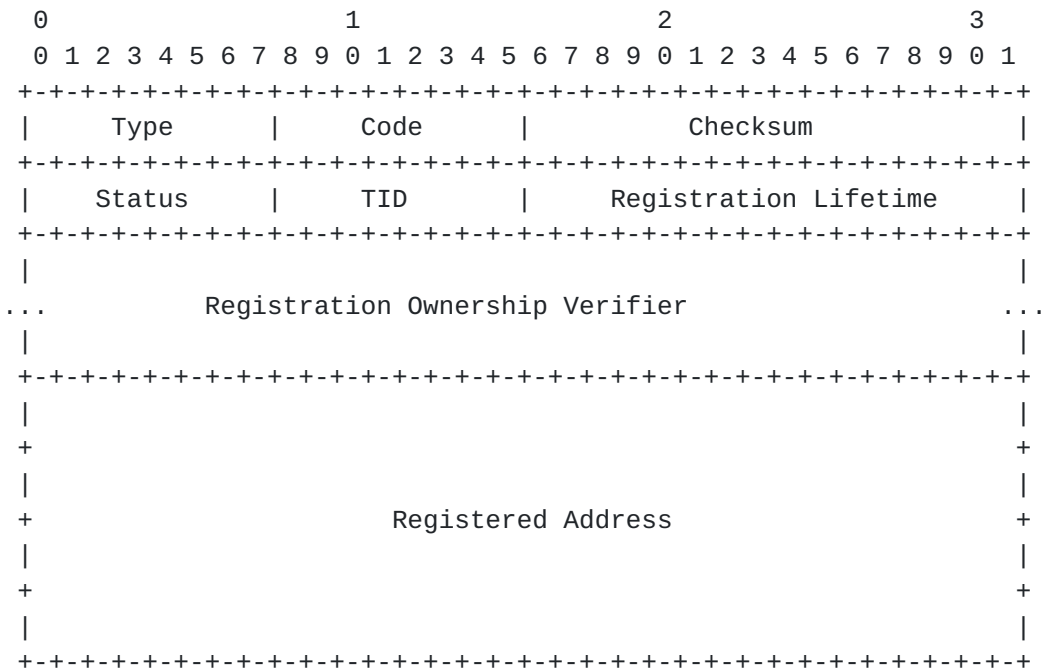 0                   1                   2                   3
 0 1 2 3 4 5 6 7 8 9 0 1 2 3 4 5 6 7 8 9 0 1 2 3 4 5 6 7 8 9 0 1
+-+-+-+-+-+-+-+-+-+-+-+-+-+-+-+-+-+-+-+-+-+-+-+-+-+-+-+-+-+-+-+-+
|     Type      |     Code      |          Checksum             |
+-+-+-+-+-+-+-+-+-+-+-+-+-+-+-+-+-+-+-+-+-+-+-+-+-+-+-+-+-+-+-+-+
|    Status     |     TID       |     Registration Lifetime     |
+-+-+-+-+-+-+-+-+-+-+-+-+-+-+-+-+-+-+-+-+-+-+-+-+-+-+-+-+-+-+-+-+
|                                                               |
...          Registration Ownership Verifier                    ...
|                                                               |
+-+-+-+-+-+-+-+-+-+-+-+-+-+-+-+-+-+-+-+-+-+-+-+-+-+-+-+-+-+-+-+-+
|                                                               |
+                                                               +
|                                                               |
+                       Registered Address                      +
|                                                               |
+                                                               +
|                                                               |
+-+-+-+-+-+-+-+-+-+-+-+-+-+-+-+-+-+-+-+-+-+-+-+-+-+-+-+-+-+-+-+-+